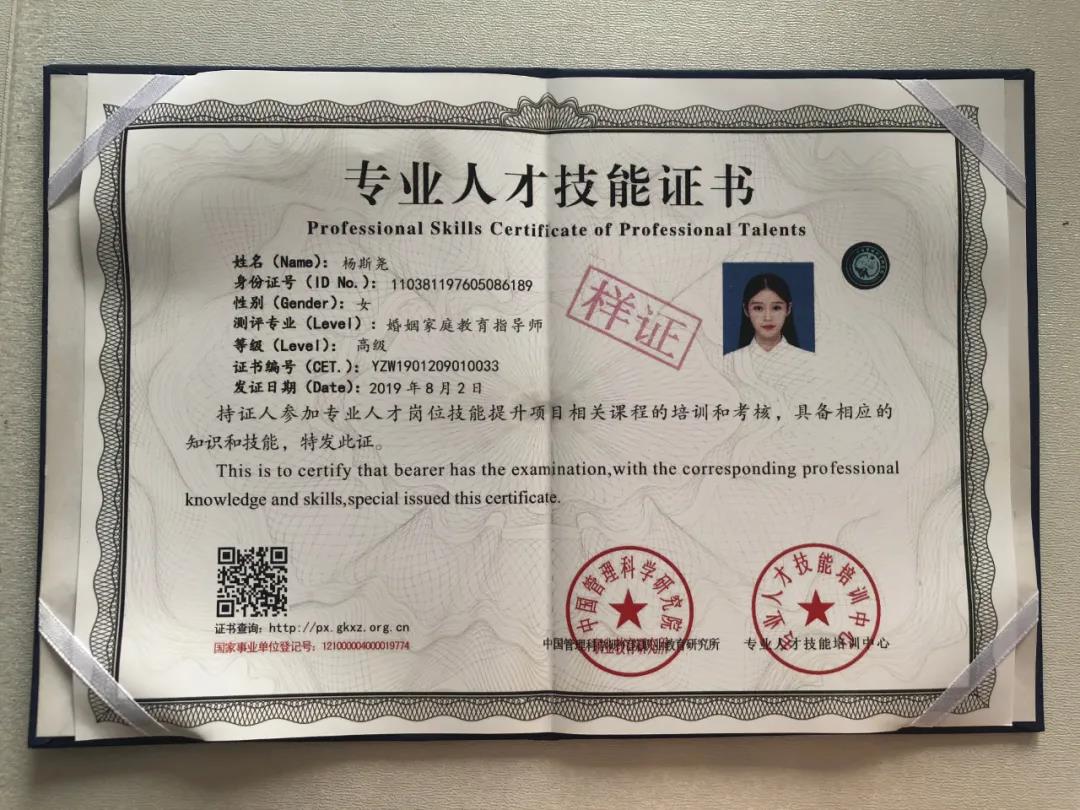 专业人才技能证书
Professional Skills Certificate of Professional Talents
姓名（Name）：杨斯尧
身份证号（ID No.）：110381197605086189
性别（Gender）：女
测评专业（Level）：婚姻家庭教育指导师
等级（Level）：高级
证书编号（CET.）：YZW1901209010033
发证日期（Date）：2019年8月2日
样证
持证人参加专业人才岗位技能提升项目相关课程的培训和考核，具备相应的
知识和技能，特发此证。
This is to certify that bearer has the examination,with the corresponding professional
knowledge and skills,special issued this certificate.
证书查询：http://px.gkxz.org.cn
国家事业单位登记号：121000004000019774
中国管理科学研究院
职业教育研究所
专业人才技能培训中心
专业人才技能培训中心